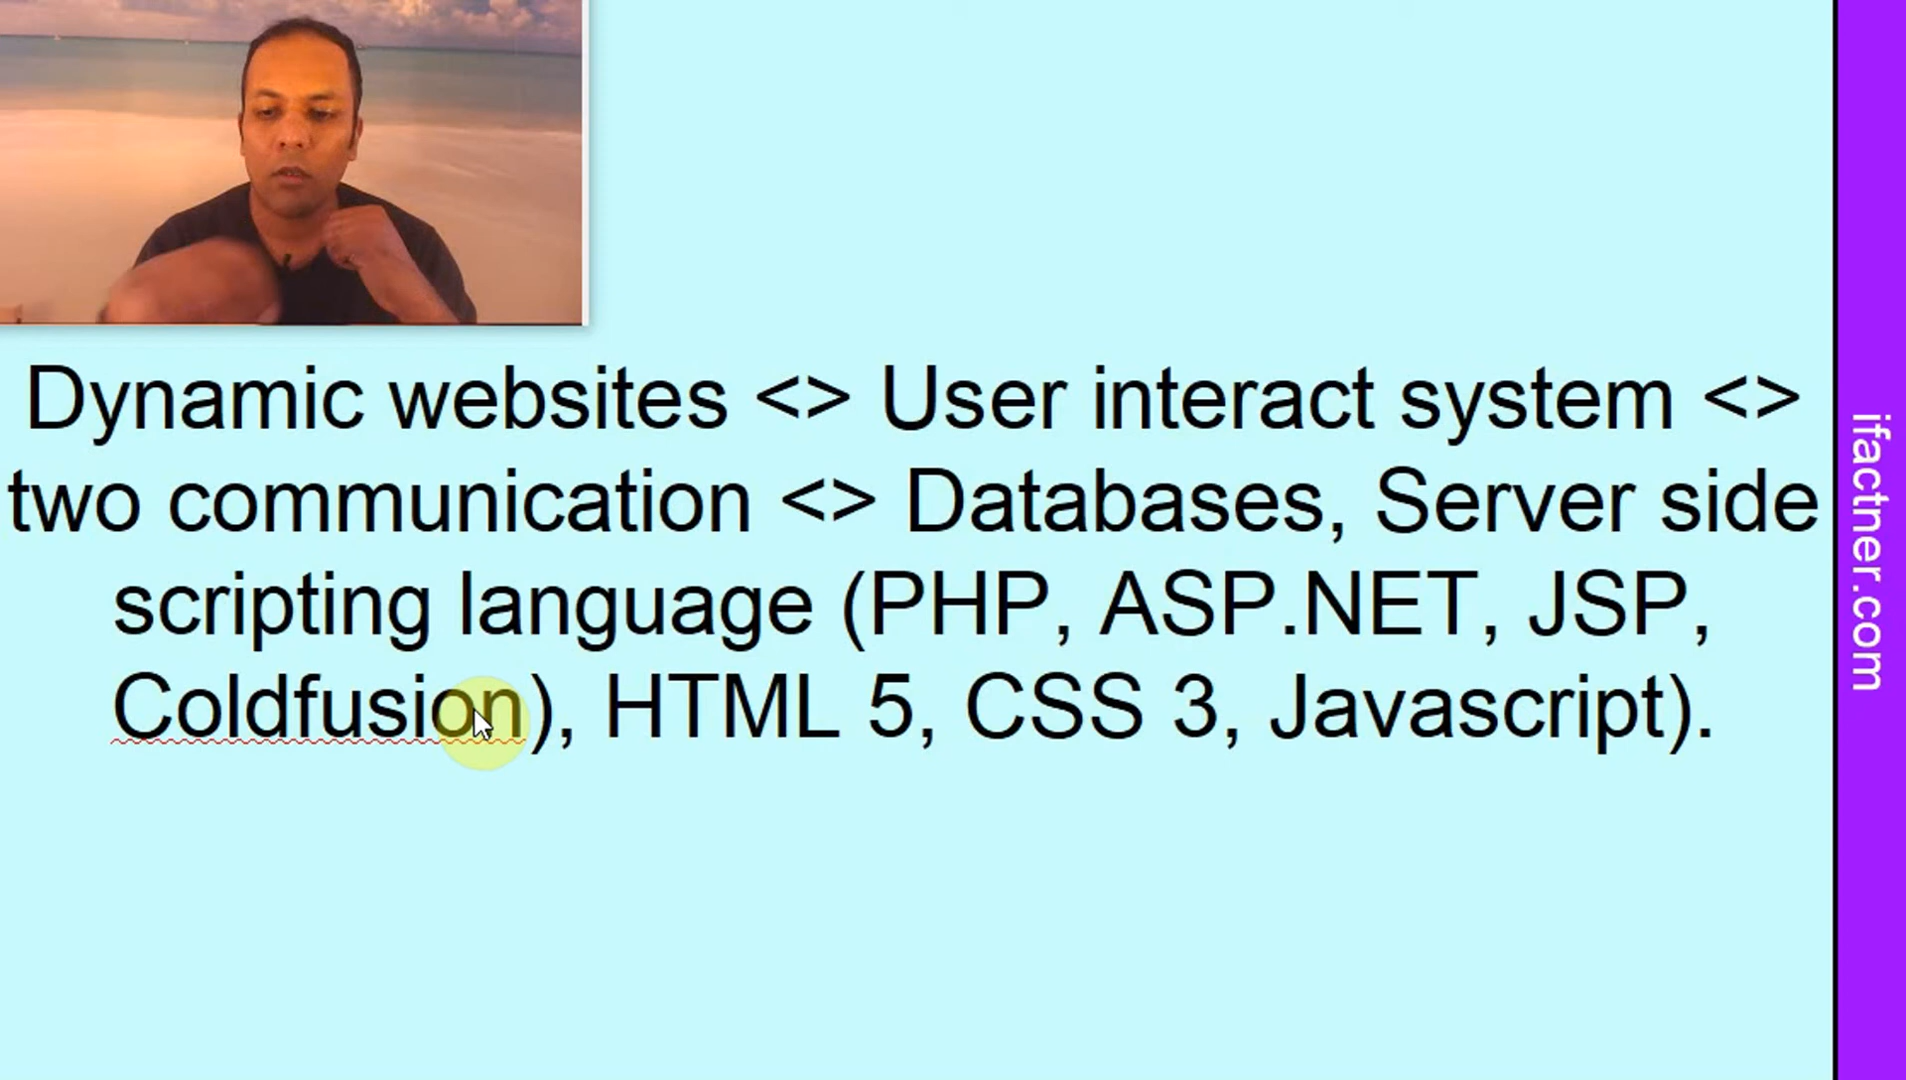 Dynamic websites <> User interact system <>
two communication <> Databases, Server side
scripting language (PHP, ASP.NET, JSP,
Coldfusion), HTML 5, CSS 3, Javascript).
ifactner.com